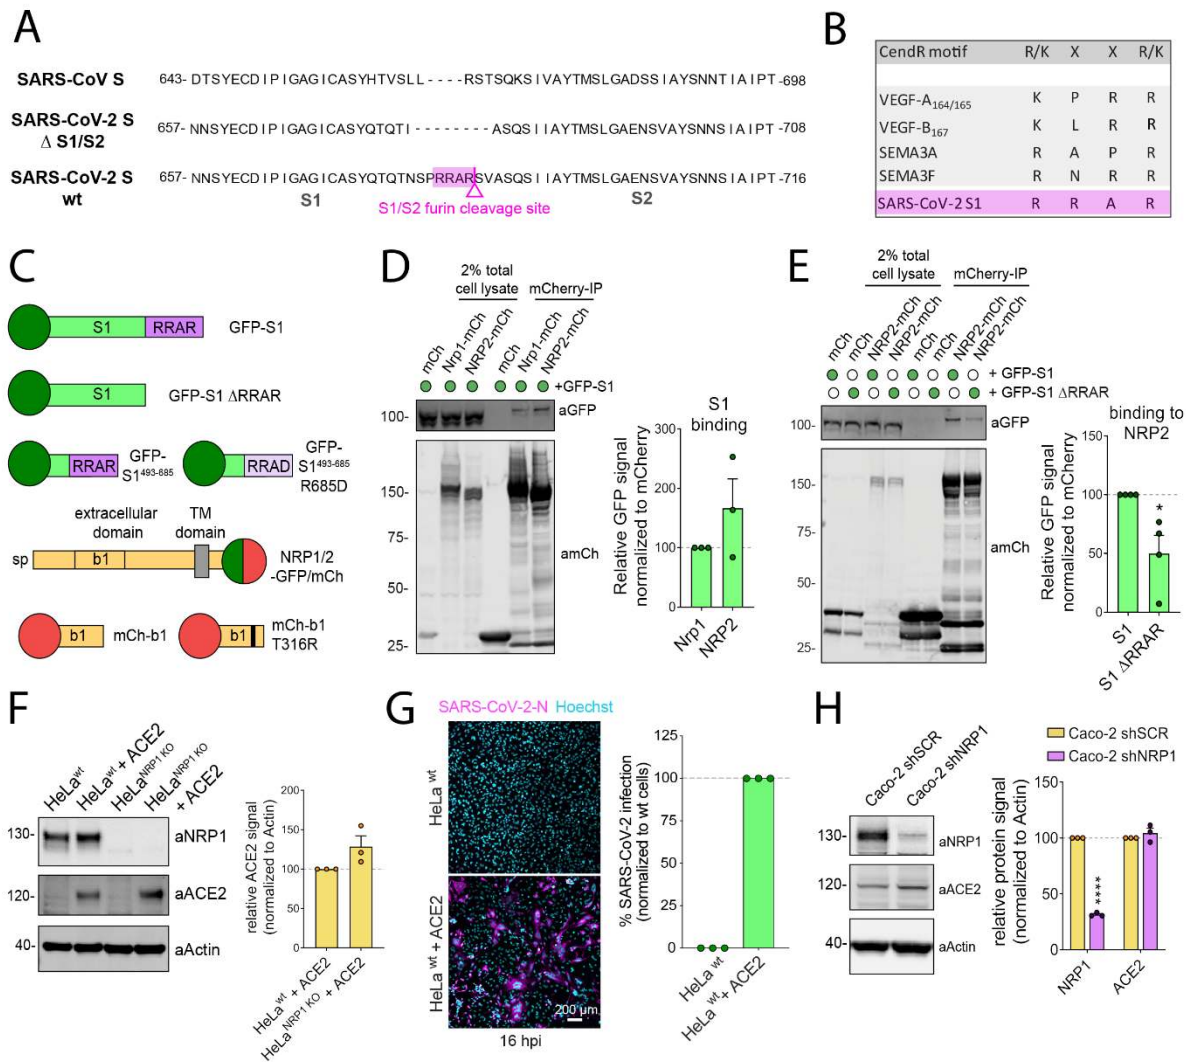 A
SARS-CoV S
643- DTSYECDIPIGAGICASYHTVSLL----RSTSQKSIVAYTMSLGADSSIAYSNNTIAIPT -698
SARS-CoV-2 S
Δ S1/S2
657- NNSYECDIPIGAGICASYQTQTI--------ASQSIIAYTMSLGAENSVAYSNNSIAIPT -708
SARS-CoV-2 S
wt
657- NNSYECDIPIGAGICASYQTQTNSPRRARSVASQSIIAYTMSLGAENSVAYSNNSIAIPT -716
S1
S2
S1/S2 furin cleavage site
B
CendR motif R/K X X R/K
VEGF-A164/165 K P R R
VEGF-B167 K L R R
SEMA3A R A P R
SEMA3F R N R R
SARS-CoV-2 S1 R R A R
C
S1 RRAR GFP-S1
S1 GFP-S1 ΔRRAR
RRAR GFP-
S1493-685
RRAD GFP-
S1493-685
R685D
extracellular
domain
TM
domain
sp b1
NRP1/2
-GFP/mCh
b1 mCh-b1
b1 mCh-b1
T316R
D
2% total
cell lysate
mCherry-IP
mCh
Nrp1-mCh
NRP2-mCh
mCh
Nrp1-mCh
NRP2-mCh
+GFP-S1
100-
aGFP
150-
50-
25-
amCh
S1
binding
Relative GFP signal
normalized to mCherry
300
200
100
0
Nrp1
NRP2
E
2% total
cell lysate
mCherry-IP
mCh
mCh
NRP2-mCh
NRP2-mCh
mCh
mCh
NRP2-mCh
NRP2-mCh
+ GFP-S1
+ GFP-S1 ΔRRAR
100-
aGFP
150-
75-
50-
25-
amCh
binding to
NRP2
Relative GFP signal
normalized to mCherry
150
100
50
0
*
S1
S1 ΔRRAR
F
HeLawt
HeLawt + ACE2
HeLaNRP1 KO
HeLaNRP1 KO
+ ACE2
130-
aNRP1
120-
aACE2
40-
aActin
relative ACE2 signal
(normalized to Actin)
200
150
100
50
0
HeLawt + ACE2
HeLaNRP1 KO + ACE2
G
SARS-CoV-2-N Hoechst
HeLa wt
HeLa wt + ACE2
200 µm
16 hpi
% SARS-CoV-2 infection
(normalized to wt cells)
125
100
75
50
25
0
HeLa wt
HeLa wt + ACE2
H
Caco-2 shSCR
Caco-2 shNRP1
130-
aNRP1
120-
aACE2
40-
aActin
Caco-2 shSCR
Caco-2 shNRP1
relative protein signal
(normalized to Actin)
150
100
50
0
****
NRP1
ACE2